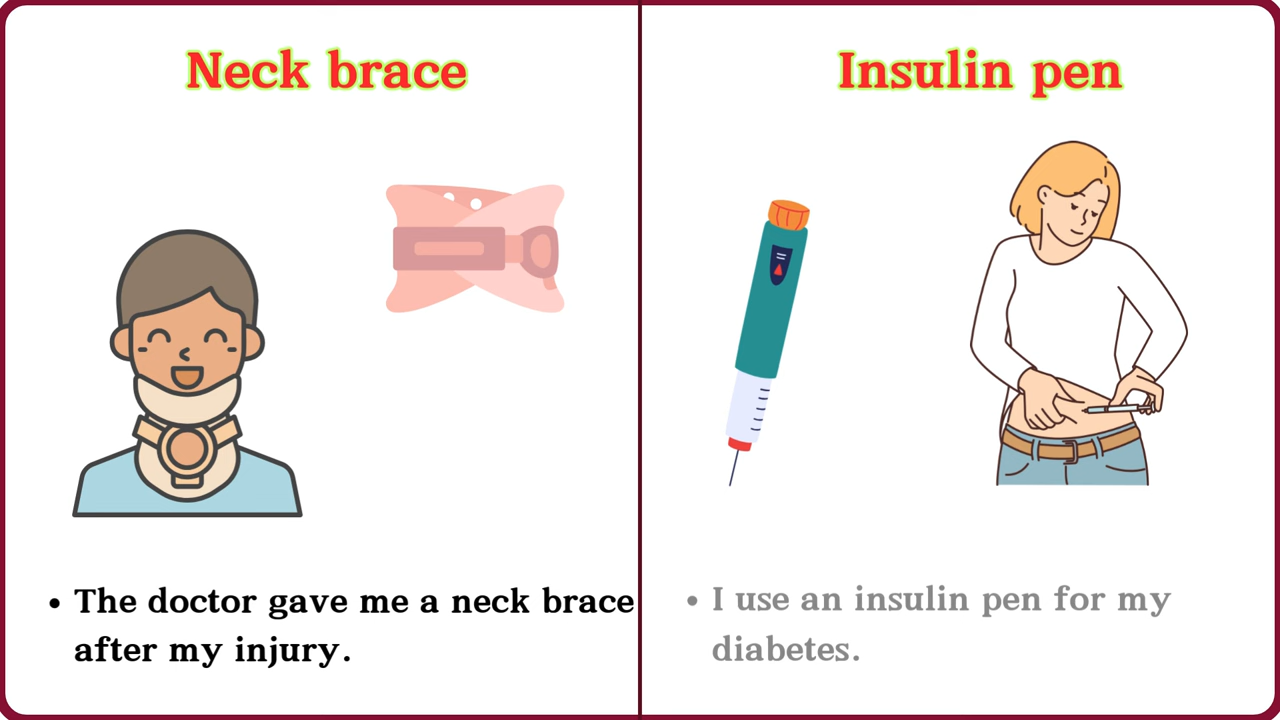 Neck brace
• The doctor gave me a neck brace
after my injury.
Insulin pen
• I use an insulin pen for my
diabetes.